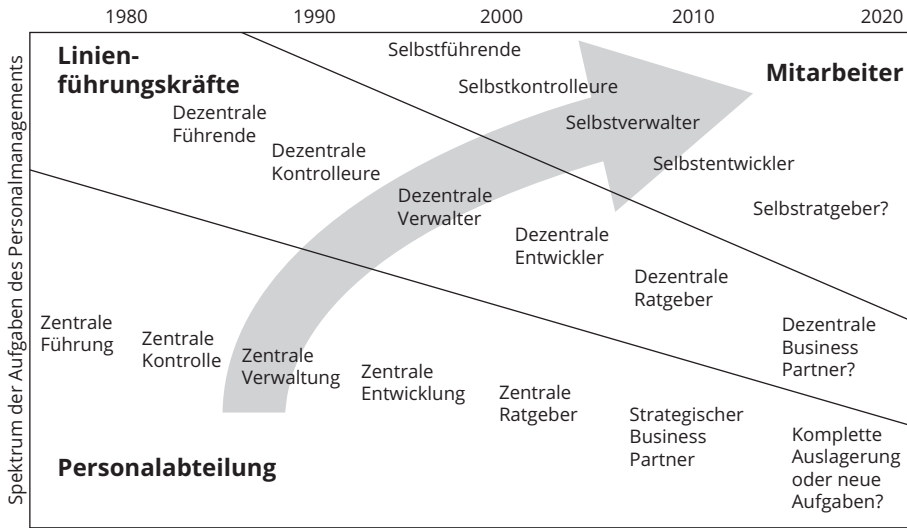 1980 1990 2000 2010 2020
Spektrum der Aufgaben des Personalmanagements
Linien-
führungskräfte
Mitarbeiter
Selbstführende
Selbstkontrolleure
Selbstverwalter
Selbstentwickler
Selbstratgeber?
Dezentrale
Führende
Dezentrale
Kontrolleure
Dezentrale
Verwalter
Dezentrale
Entwickler
Dezentrale
Ratgeber
Dezentrale
Business
Partner?
Zentrale
Führung
Zentrale
Kontrolle
Zentrale
Verwaltung
Zentrale
Entwicklung
Zentrale
Ratgeber
Strategischer
Business
Partner
Komplette
Auslagerung
oder neue
Aufgaben?
Personalabteilung